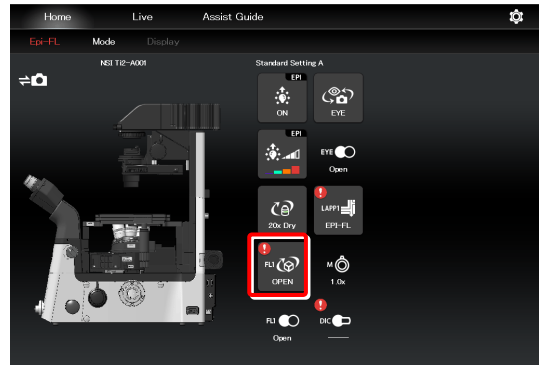 Home Live Assist Guide
Epi-FL Mode Display
NSI Ti2-A001
Standard Setting A
EPI
ON
EYE
EPI
EYE
Open
20x Dry
LAPP1
EPI-FL
FL1
OPEN
M
1.0x
FL1
Open
DIC